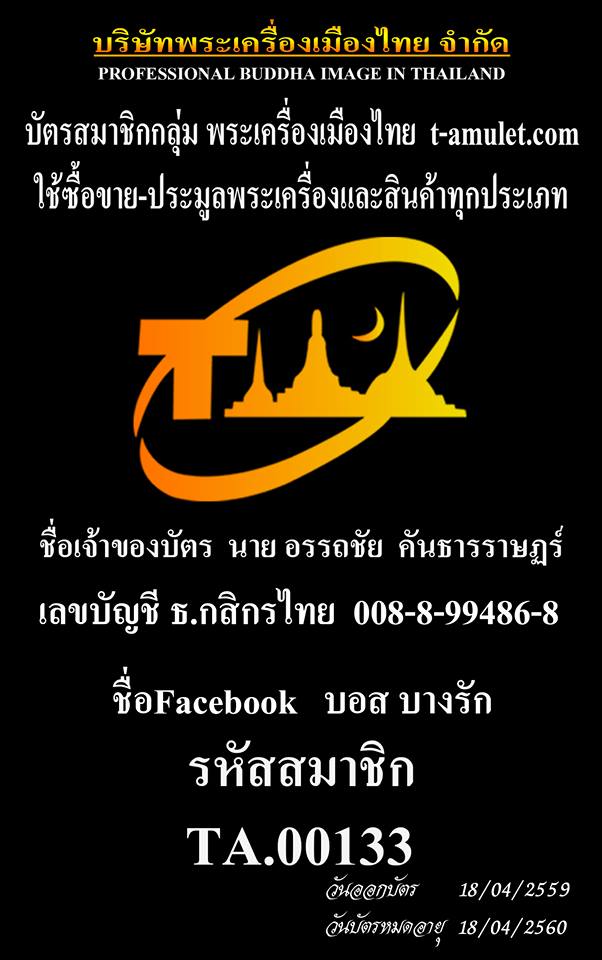 บริษัทพระเครื่องเมืองไทย จำกัด
PROFESSIONAL BUDDHA IMAGE IN THAILAND
บัตรสมาชิกกลุ่ม พระเครื่องเมืองไทย t-amulet.com
ใช้ซื้อขาย-ประมูลพระเครื่องและสินค้าทุกประเภท
T
ชื่อเจ้าของบัตร นาย อรรถชัย คันธารราษฏร์
เลขบัญชี ธ.กสิกรไทย 008-8-99486-8
ชื่อFacebook บอส บางรัก
รหัสสมาชิก
TA.00133
วันออกบัตร 18/04/2559
วันบัตรหมดอายุ 18/04/2560